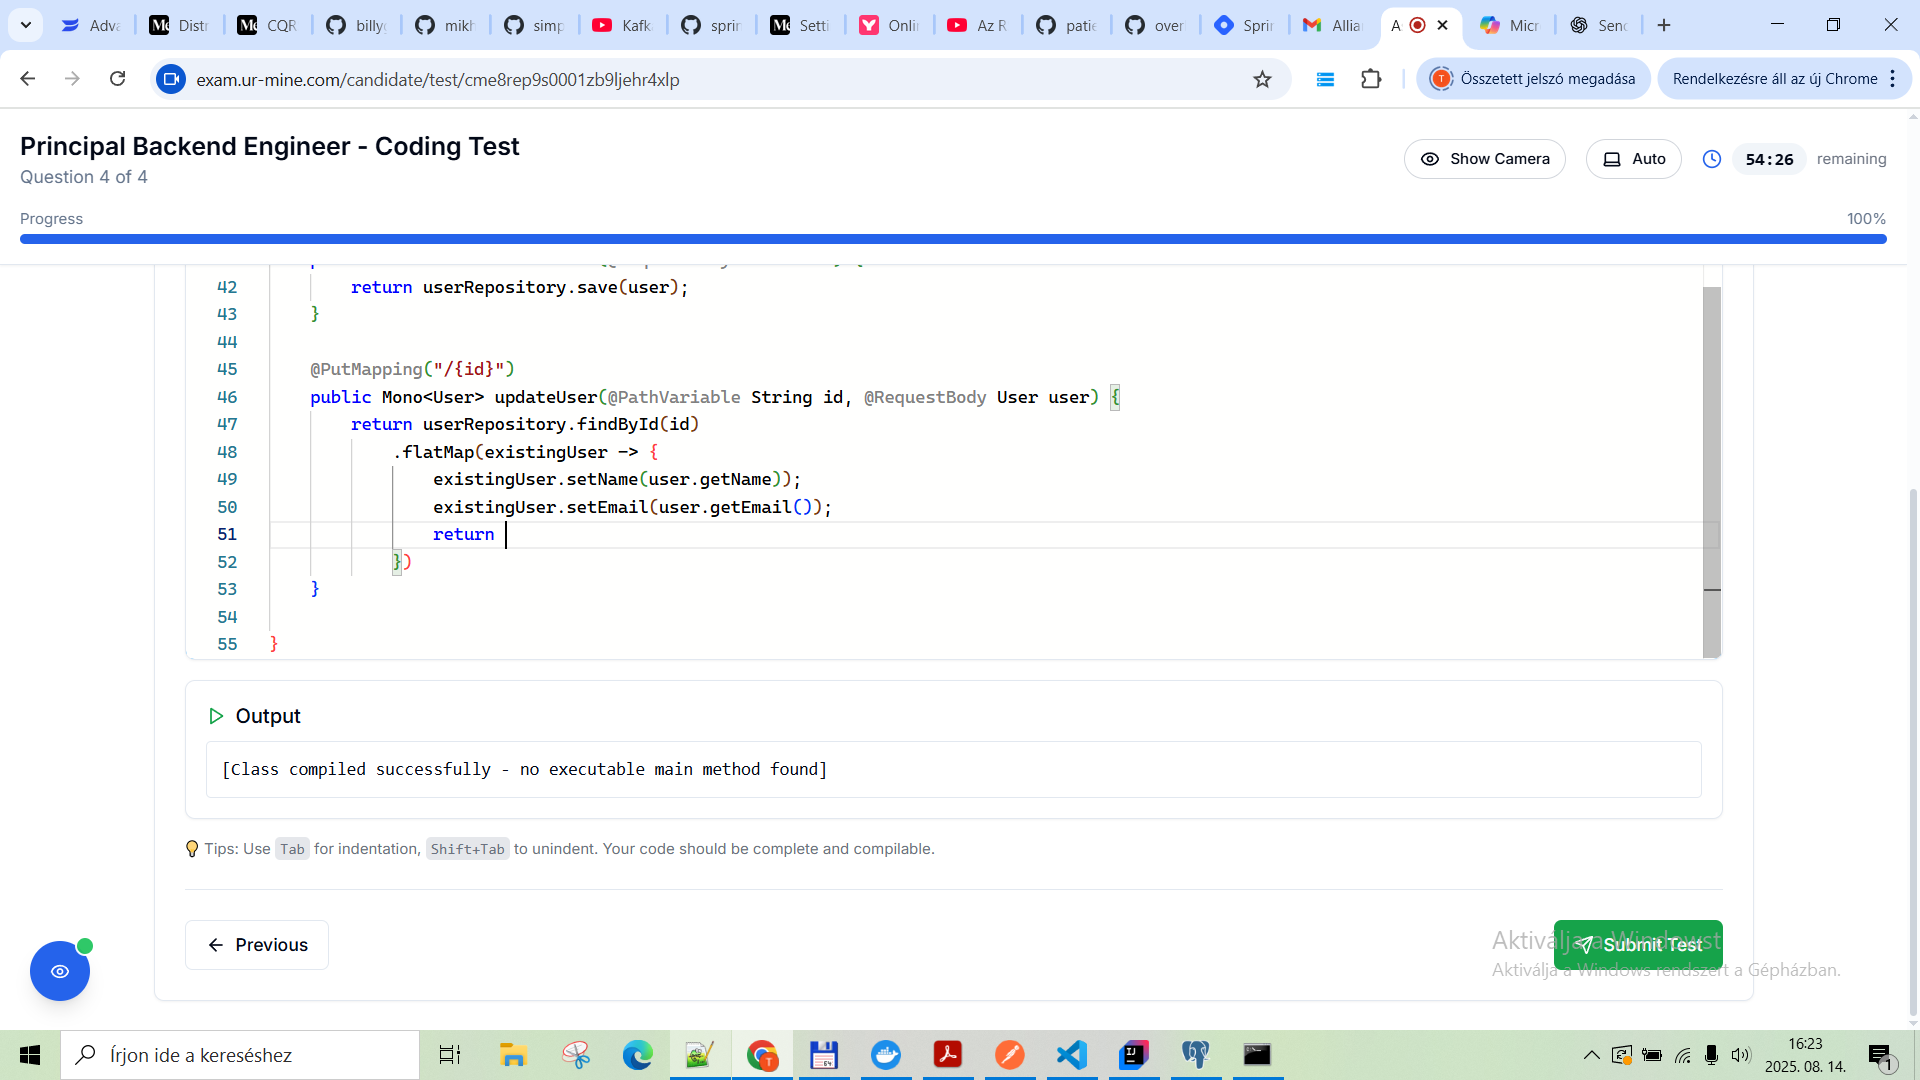 Adva
Distr
CQR
billyg
mikh
simp
Kafk
sprin
Setti
Onlin
Az R
patie
over
Sprin
Allia
A
Micr
Send
exam.ur-mine.com/candidate/test/cme8rep9s0001zb9ljehr4xlp
Összetett jelszó megadása
Rendelkezésre áll az új Chrome
Principal Backend Engineer - Coding Test
Question 4 of 4
Show Camera
Auto
54:26 remaining
Progress
100%
42 return userRepository.save(user);
43 }
44
45 @PutMapping("/{id}")
46 public Mono<User> updateUser(@PathVariable String id, @RequestBody User user) {
47 return userRepository.findById(id)
48 .flatMap(existingUser -> {
49 existingUser.setName(user.getName));
50 existingUser.setEmail(user.getEmail());
51 return
52 })
53 }
54
55 }
Output
[Class compiled successfully - no executable main method found]
Tips: Use Tab for indentation, Shift+Tab to unindent. Your code should be complete and compilable.
Previous
Submit Test
Aktiválja a Windowst
Aktiválja a Windows rendszert a Gépházban.
Írjon ide a kereséshez
16:23
2025. 08. 14.
1